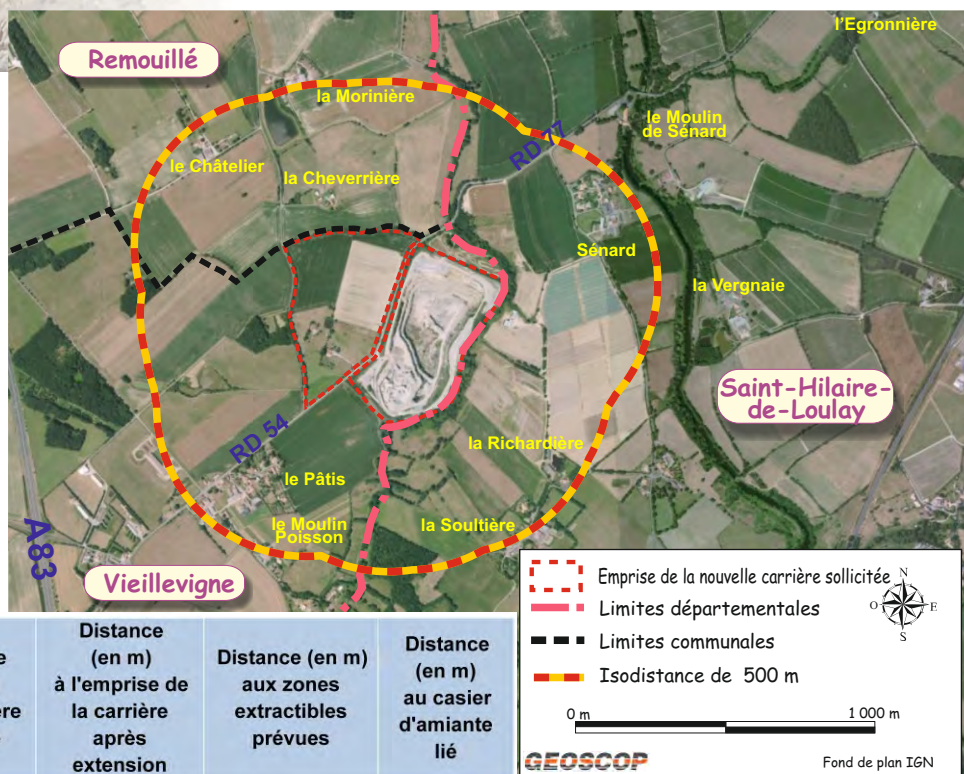 l'Egronnière
Remouillé
la Morinière
le Moulin
de Sénard
RD 77
le Châtelier
la Cheverrière
Sénard
la Vergnaie
Saint-Hilaire-
de-Loulay
la Richardière
RD 54
le Pâtis
la Soultière
le Moulin
Poisson
A 83
Vieillevigne
Emprise de la nouvelle carrière sollicitée
N
O
E
S
Limites départementales
Limites communales
Isodistance de 500 m
0 m
1 000 m
GEOSCOP
Fond de plan IGN
Distance
(en m)
à l'emprise de
la carrière
après
extension
Distance (en m)
aux zones
extractibles
prévues
Distance
(en m)
au casier
d'amiante
lié